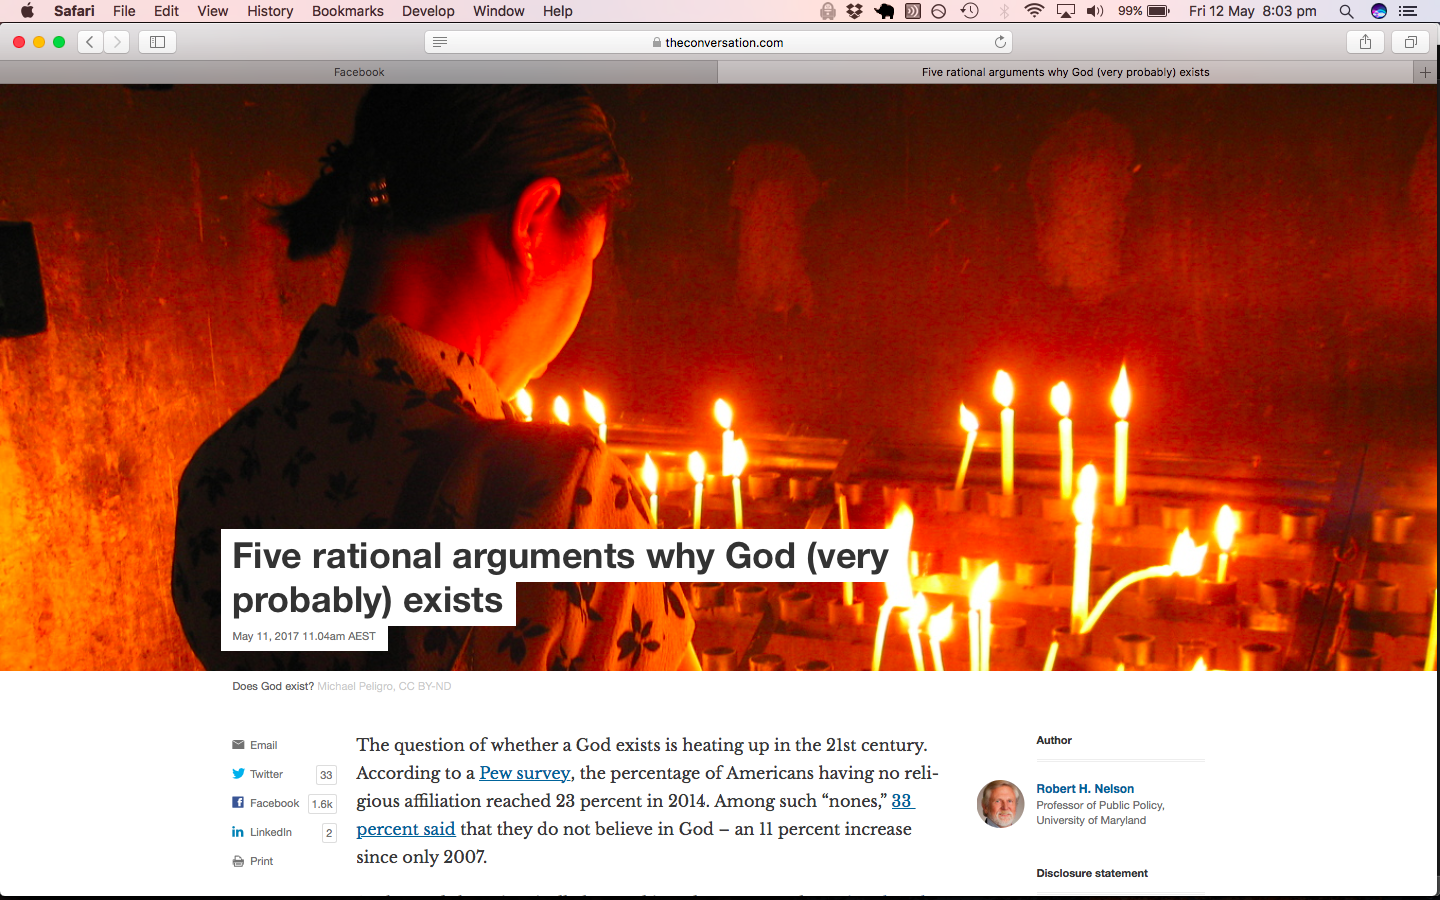 Safari File Edit View History Bookmarks Develop Window Help 99% Fri 12 May 8:03 pm
theconversation.com
Facebook Five rational arguments why God (very probably) exists
Five rational arguments why God (very
probably) exists
May 11, 2017 11.04am AEST
Does God exist? Michael Peligro, CC BY-ND
Email
Twitter 33
Facebook 1.6k
LinkedIn 2
Print
The question of whether a God exists is heating up in the 21st century.
According to a Pew survey, the percentage of Americans having no reli-
gious affiliation reached 23 percent in 2014. Among such “nones,” 33
percent said that they do not believe in God – an 11 percent increase
since only 2007.
Author
Robert H. Nelson
Professor of Public Policy,
University of Maryland
Disclosure statement